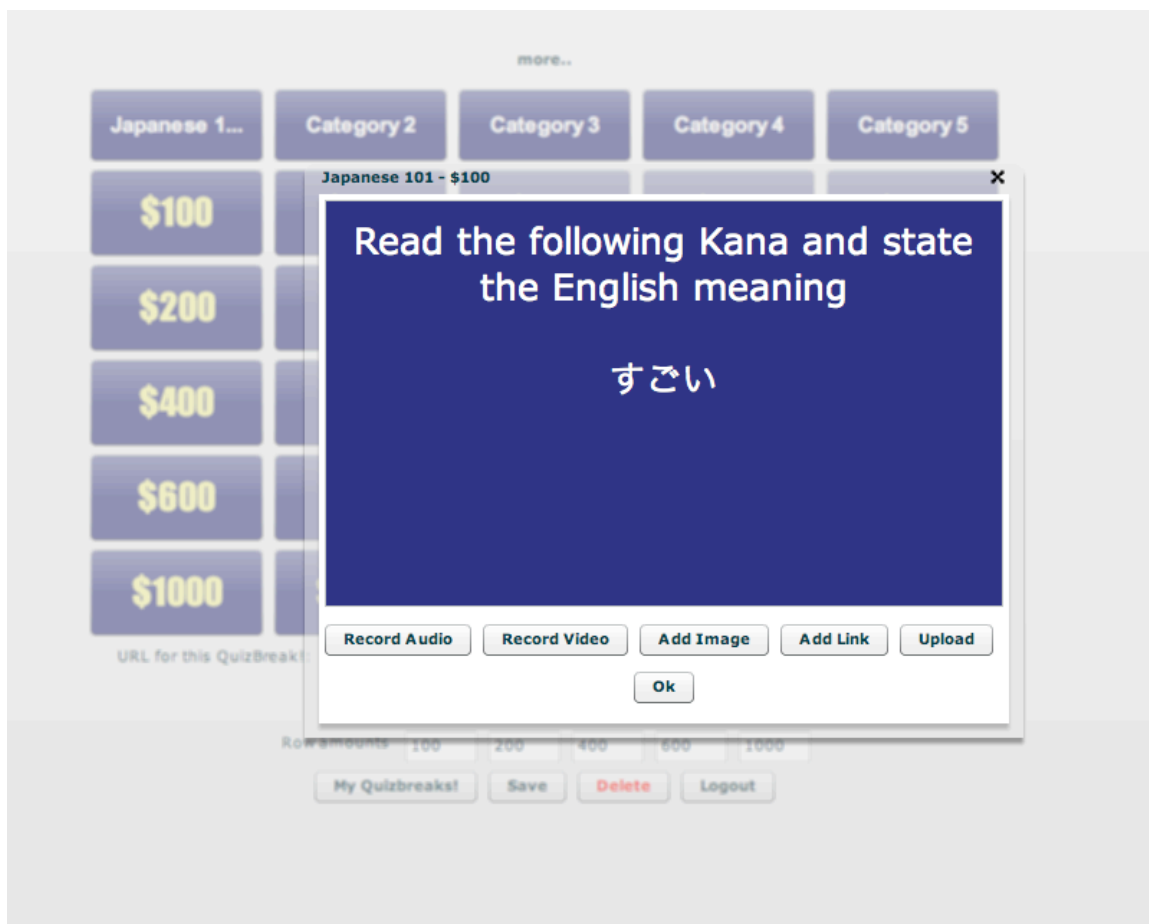 more..
Japanese 1... Category 2 Category 3 Category 4 Category 5
Japanese 101 - $100
$100
Read the following Kana and state
the English meaning
すごい
$200
$400
$600
$1000
Record Audio Record Video Add Image Add Link Upload
URL for this QuizBreak!:
Ok
Row amounts 100 200 400 600 1000
My Quizbreaks! Save Delete Logout